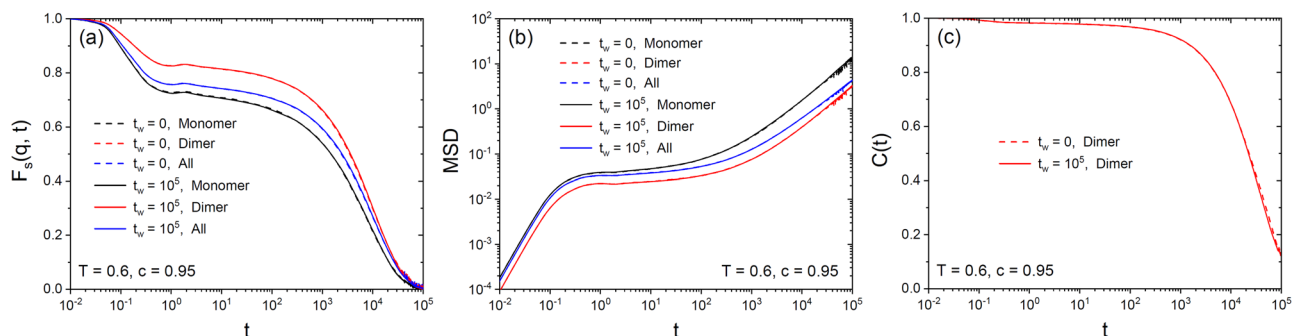 (a)
F_s(q, t)
1.0
0.8
0.6
0.4
0.2
0.0
t_w = 0, Monomer
t_w = 0, Dimer
t_w = 0, All
t_w = 10^5, Monomer
t_w = 10^5, Dimer
t_w = 10^5, All
T = 0.6, c = 0.95
10^-2 10^-1 10^0 10^1 10^2 10^3 10^4 10^5
t
(b)
MSD
10^2
10^1
10^0
10^-1
10^-2
10^-3
10^-4
t_w = 0, Monomer
t_w = 0, Dimer
t_w = 0, All
t_w = 10^5, Monomer
t_w = 10^5, Dimer
t_w = 10^5, All
T = 0.6, c = 0.95
10^-2 10^-1 10^0 10^1 10^2 10^3 10^4 10^5
t
(c)
C(t)
1.0
0.8
0.6
0.4
0.2
0.0
t_w = 0, Dimer
t_w = 10^5, Dimer
T = 0.6, c = 0.95
10^-2 10^-1 10^0 10^1 10^2 10^3 10^4 10^5
t